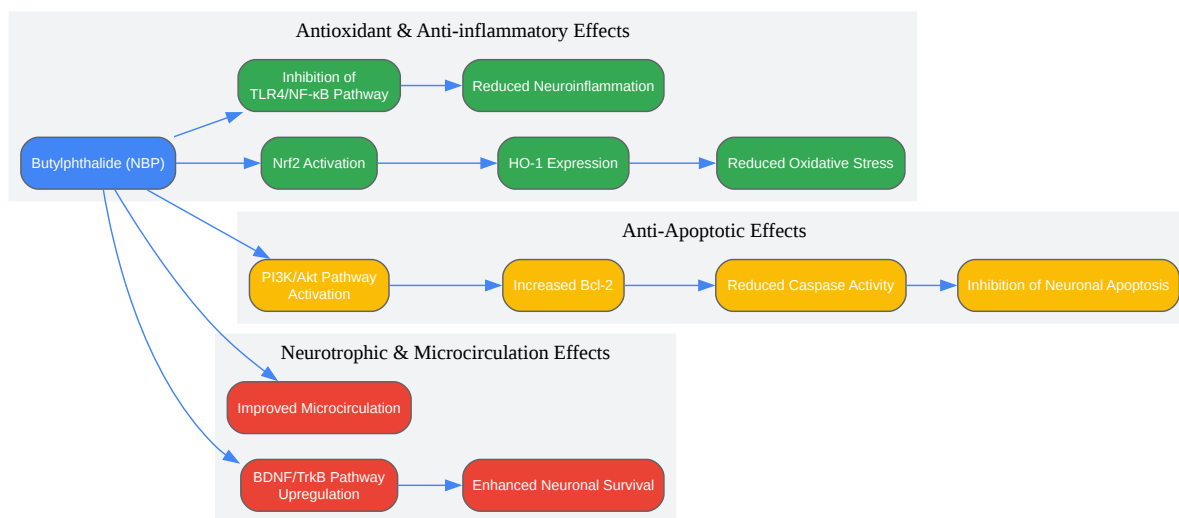 Antioxidant & Anti-inflammatory Effects
Inhibition of
TLR4/NF-κB Pathway
Reduced Neuroinflammation
Butylphthalide (NBP)
Nrf2 Activation
HO-1 Expression
Reduced Oxidative Stress
Anti-Apoptotic Effects
PI3K/Akt Pathway
Activation
Increased Bcl-2
Reduced Caspase Activity
Inhibition of Neuronal Apoptosis
Neurotrophic & Microcirculation Effects
Improved Microcirculation
BDNF/TrkB Pathway
Upregulation
Enhanced Neuronal Survival